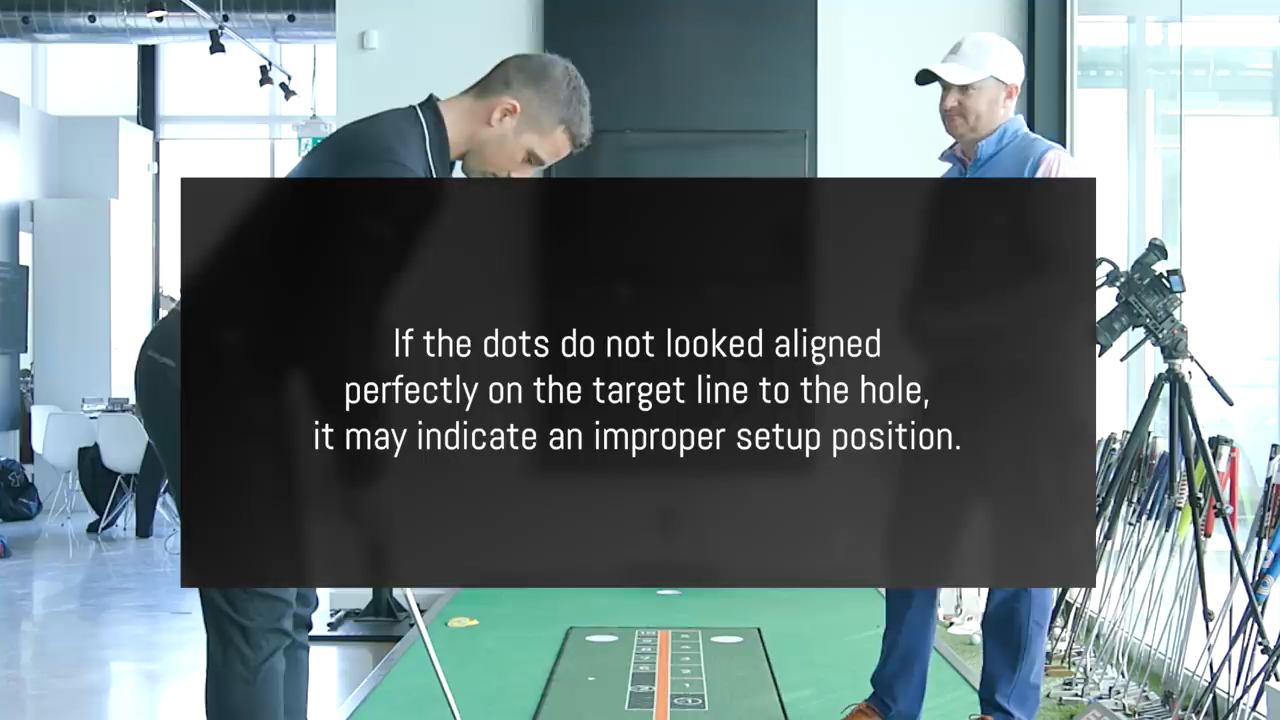 If the dots do not looked aligned
perfectly on the target line to the hole,
it may indicate an improper setup position.